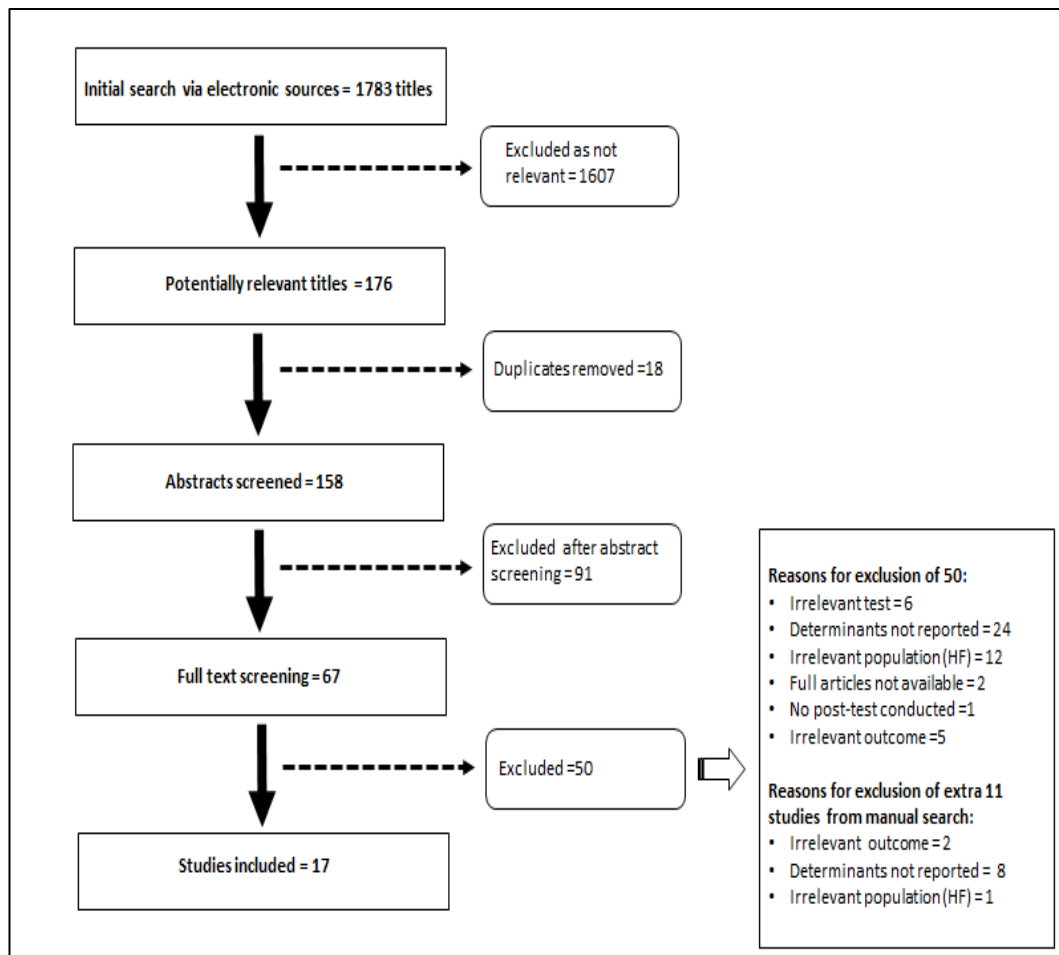 Initial search via electronic sources = 1783 titles
Excluded as not
relevant = 1607
Potentially relevant titles = 176
Duplicates removed =18
Abstracts screened = 158
Excluded after abstract
screening = 91
Full text screening = 67
Excluded =50
Studies included = 17
Reasons for exclusion of 50:
• Irrelevant test = 6
• Determinants not reported = 24
• Irrelevant population (HF) = 12
• Full articles not available = 2
• No post-test conducted =1
• Irrelevant outcome =5
Reasons for exclusion of extra 11
studies from manual search:
• Irrelevant outcome = 2
• Determinants not reported = 8
• Irrelevant population (HF) = 1